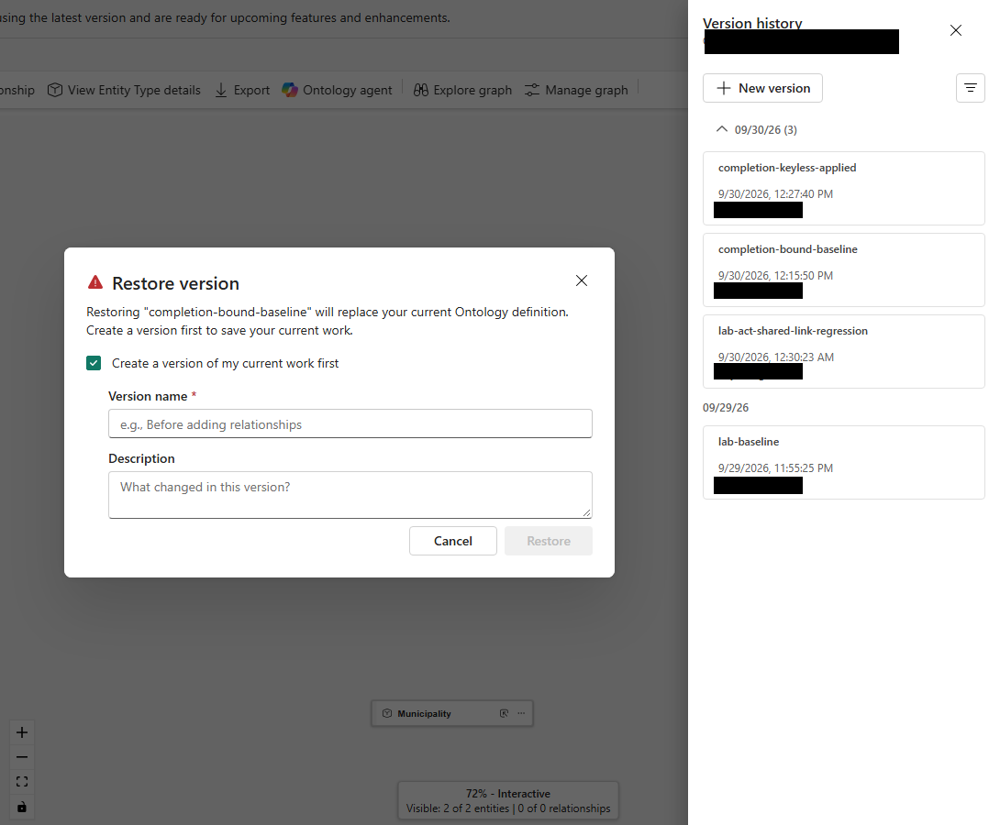 using the latest version and are ready for upcoming features and enhancements.
onship View Entity Type details Export Ontology agent Explore graph Manage graph
Restore version
Restoring "completion-bound-baseline" will replace your current Ontology definition.
Create a version first to save your current work.
Create a version of my current work first
Version name *
e.g., Before adding relationships
Description
What changed in this version?
Cancel Restore
Municipality
72% - Interactive
Visible: 2 of 2 entities | 0 of 0 relationships
Version history
New version
09/30/26 (3)
completion-keyless-applied
9/30/2026, 12:27:40 PM
completion-bound-baseline
9/30/2026, 12:15:50 PM
lab-act-shared-link-regression
9/30/2026, 12:30:23 AM
09/29/26
lab-baseline
9/29/2026, 11:55:25 PM